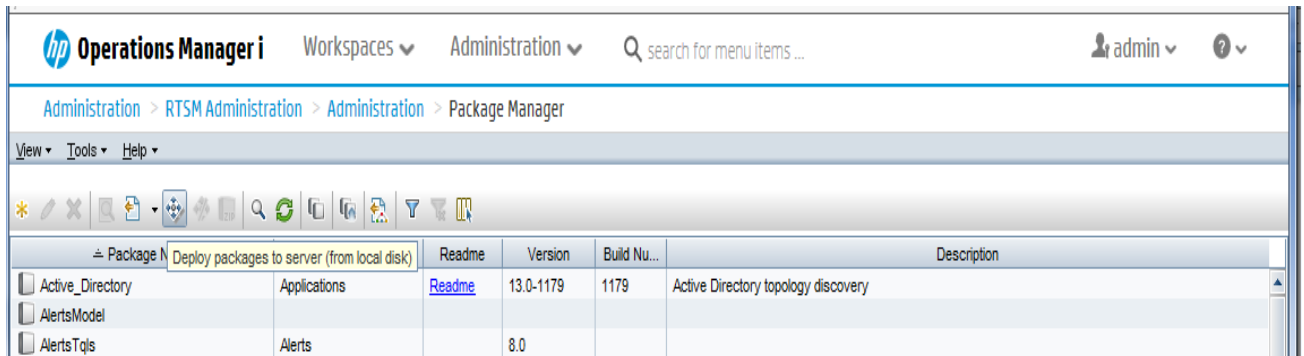 hp Operations Manager i Workspaces Administration search for menu items ... admin ?
Administration > RTSM Administration > Administration > Package Manager
View Tools Help
ZIP
Package N Deploy packages to server (from local disk) Readme Version Build Nu... Description
Active_Directory Applications Readme 13.0-1179 1179 Active Directory topology discovery
AlertsModel
AlertsTqls Alerts 8.0